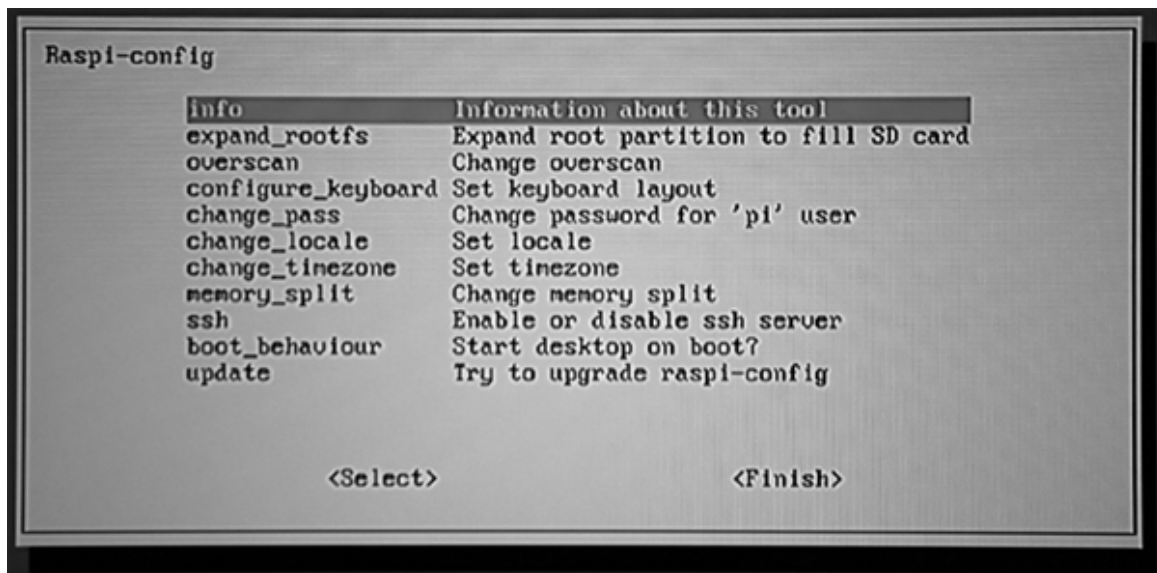 Raspi-config
info Information about this tool
expand_rootfs Expand root partition to fill SD card
overscan Change overscan
configure_keyboard Set keyboard layout
change_pass Change password for 'pi' user
change_locale Set locale
change_timezone Set timezone
memory_split Change memory split
ssh Enable or disable ssh server
boot_behaviour Start desktop on boot?
update Try to upgrade raspi-config
<Select> <Finish>